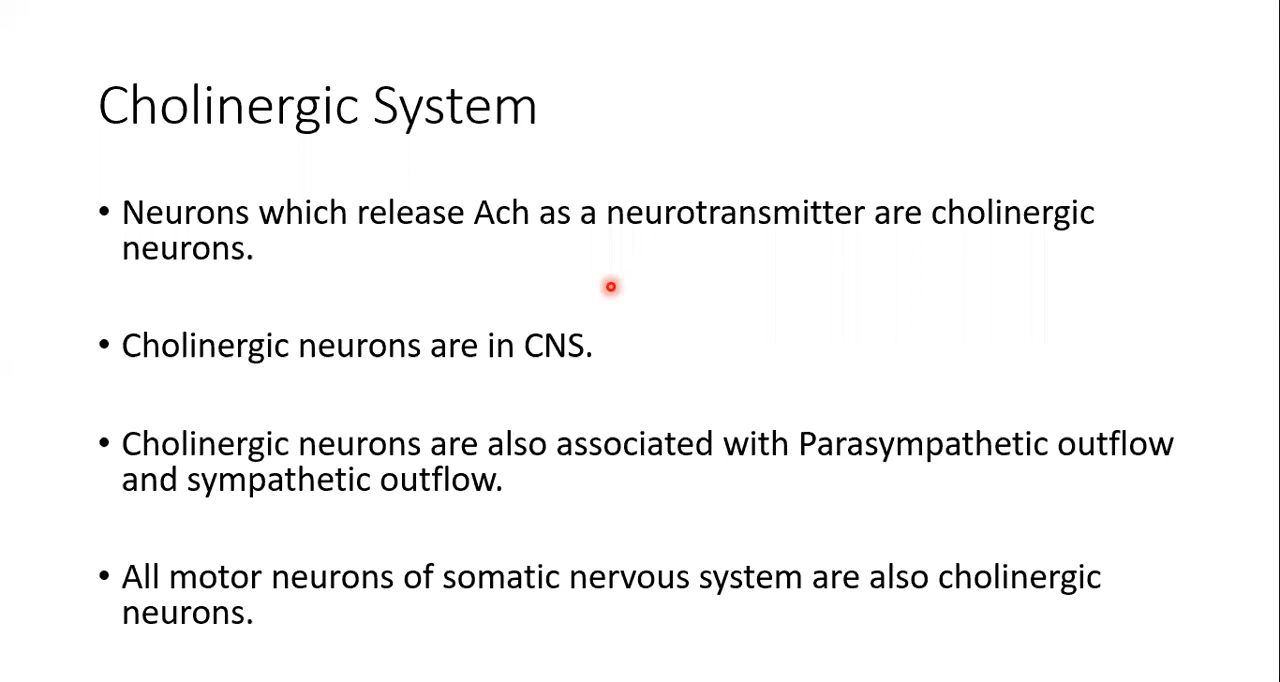 Cholinergic System
• Neurons which release Ach as a neurotransmitter are cholinergic
neurons.
• Cholinergic neurons are in CNS.
• Cholinergic neurons are also associated with Parasympathetic outflow
and sympathetic outflow.
• All motor neurons of somatic nervous system are also cholinergic
neurons.